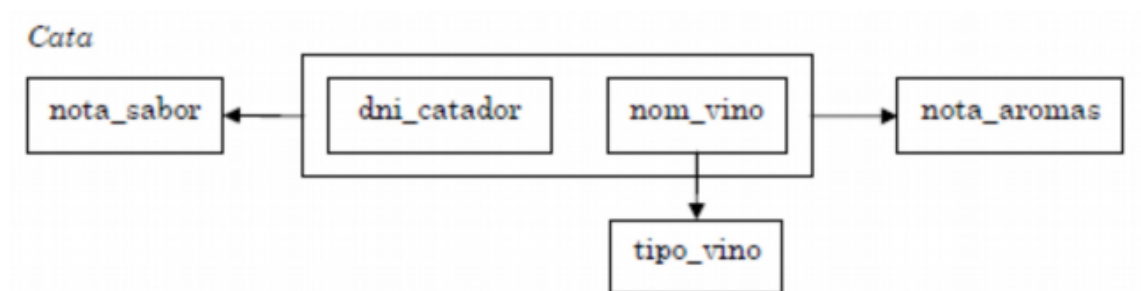 Cata
nota_sabor
dni_catador
nom_vino
nota_aromas
tipo_vino